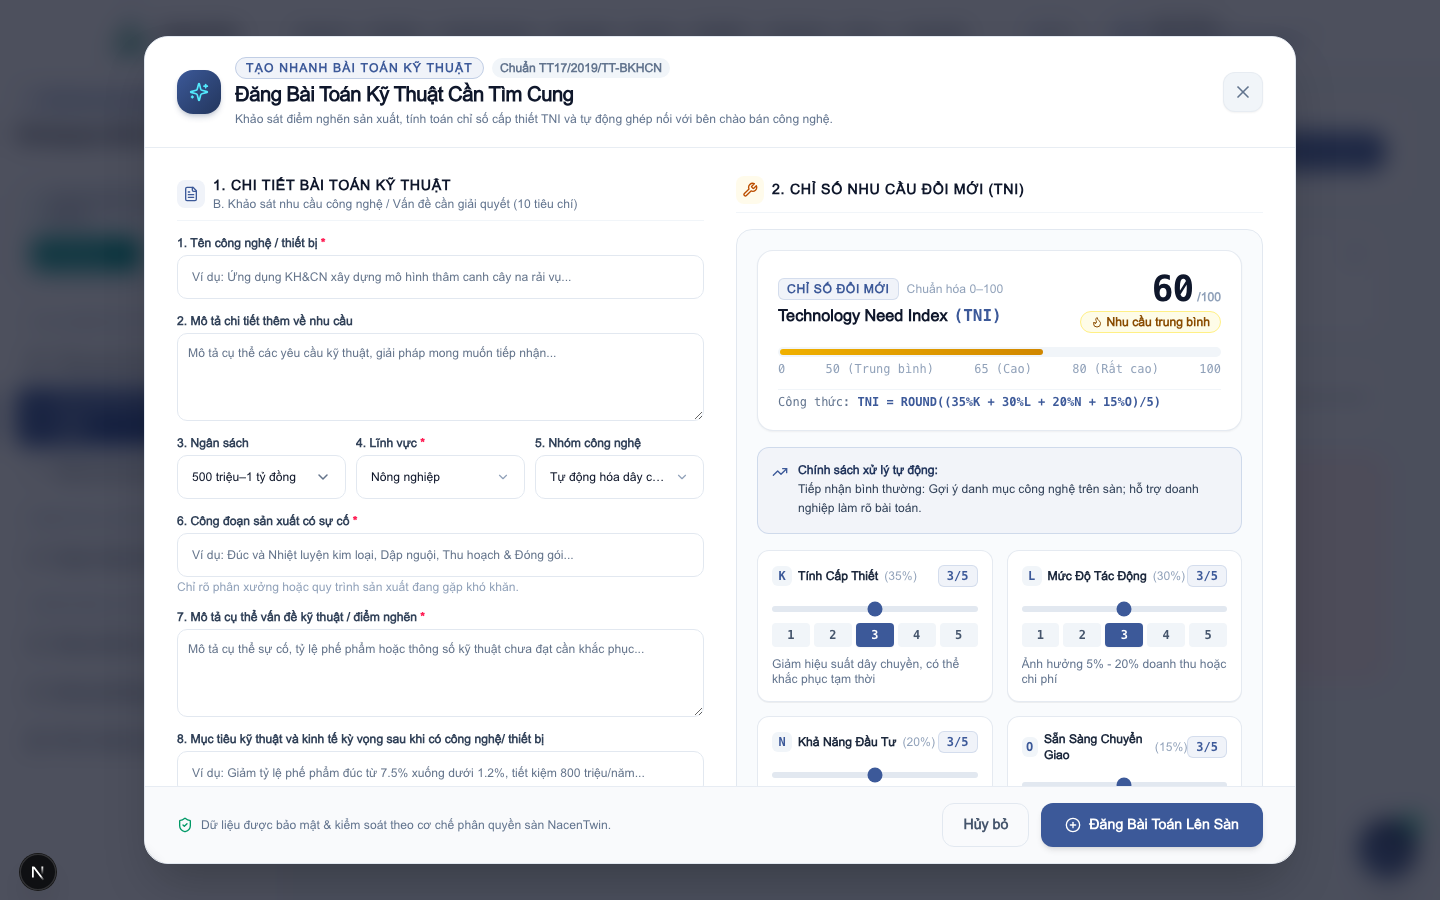 TẠO NHANH BÀI TOÁN KỸ THUẬT
Chuẩn TT17/2019/TT-BKHCN
Đăng Bài Toán Kỹ Thuật Cần Tìm Cung
Khảo sát điểm nghẽn sản xuất, tính toán chỉ số cấp thiết TNI và tự động ghép nối với bên chào bán công nghệ.
1. CHI TIẾT BÀI TOÁN KỸ THUẬT
B. Khảo sát nhu cầu công nghệ / Vấn đề cần giải quyết (10 tiêu chí)
1. Tên công nghệ / thiết bị *
Ví dụ: Ứng dụng KH&CN xây dựng mô hình thâm canh cây na rải vụ...
2. Mô tả chi tiết thêm về nhu cầu
Mô tả cụ thể các yêu cầu kỹ thuật, giải pháp mong muốn tiếp nhận...
3. Ngân sách
4. Lĩnh vực *
5. Nhóm công nghệ
500 triệu–1 tỷ đồng
Nông nghiệp
Tự động hóa dây c...
6. Công đoạn sản xuất có sự cố *
Ví dụ: Đúc và Nhiệt luyện kim loại, Dập nguội, Thu hoạch & Đóng gói...
Chỉ rõ phân xưởng hoặc quy trình sản xuất đang gặp khó khăn.
7. Mô tả cụ thể vấn đề kỹ thuật / điểm nghẽn *
Mô tả cụ thể sự cố, tỷ lệ phế phẩm hoặc thông số kỹ thuật chưa đạt cần khắc phục...
8. Mục tiêu kỹ thuật và kinh tế kỳ vọng sau khi có công nghệ/ thiết bị
Ví dụ: Giảm tỷ lệ phế phẩm đúc từ 7.5% xuống dưới 1.2%, tiết kiệm 800 triệu/năm...
2. CHỈ SỐ NHU CẦU ĐỔI MỚI (TNI)
CHỈ SỐ ĐỔI MỚI
Chuẩn hóa 0–100
60 /100
Technology Need Index (TNI)
Nhu cầu trung bình
0 50 (Trung bình) 65 (Cao) 80 (Rất cao) 100
Công thức: TNI = ROUND((35%K + 30%L + 20%N + 15%O)/5)
Chính sách xử lý tự động:
Tiếp nhận bình thường: Gợi ý danh mục công nghệ trên sàn; hỗ trợ doanh
nghiệp làm rõ bài toán.
K Tính Cấp Thiết (35%) 3/5
1 2 3 4 5
Giảm hiệu suất dây chuyền, có thể
khắc phục tạm thời
L Mức Độ Tác Động (30%) 3/5
1 2 3 4 5
Ảnh hưởng 5% - 20% doanh thu hoặc
chi phí
N Khả Năng Đầu Tư (20%) 3/5
O Sẵn Sàng Chuyển
Giao (15%) 3/5
Dữ liệu được bảo mật & kiểm soát theo cơ chế phân quyền sàn NacenTwin.
Hủy bỏ
Đăng Bài Toán Lên Sàn
N